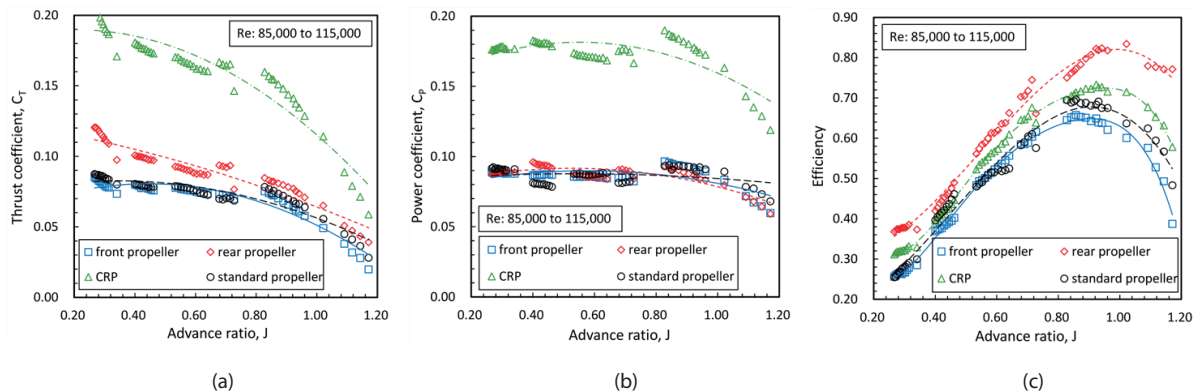 Thrust coefficient, CT
0.20
0.15
0.10
0.05
0.00
Re: 85,000 to 115,000
front propeller
rear propeller
CRP
standard propeller
0.20 0.40 0.60 0.80 1.00 1.20
Advance ratio, J
(a)
Power coefficient, CP
0.20
0.15
0.10
0.05
0.00
Re: 85,000 to 115,000
front propeller
rear propeller
CRP
standard propeller
0.20 0.40 0.60 0.80 1.00 1.20
Advance ratio, J
(b)
Efficiency
0.90
0.80
0.70
0.60
0.50
0.40
0.30
0.20
Re: 85,000 to 115,000
front propeller
rear propeller
CRP
standard propeller
0.20 0.40 0.60 0.80 1.00 1.20
Advance ratio, J
(c)